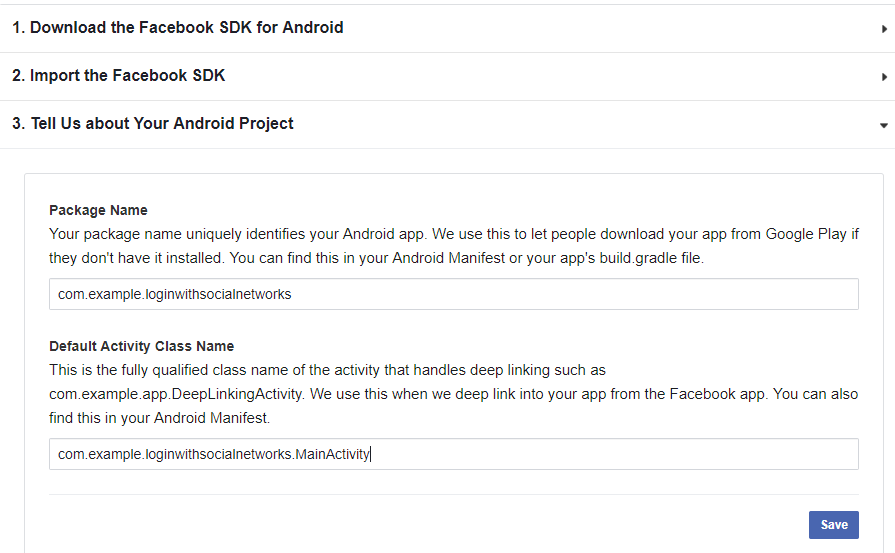 1. Download the Facebook SDK for Android
2. Import the Facebook SDK
3. Tell Us about Your Android Project
Package Name
Your package name uniquely identifies your Android app. We use this to let people download your app from Google Play if
they don't have it installed. You can find this in your Android Manifest or your app's build.gradle file.
com.example.loginwithsocialnetworks
Default Activity Class Name
This is the fully qualified class name of the activity that handles deep linking such as
com.example.app.DeepLinkingActivity. We use this when we deep link into your app from the Facebook app. You can also
find this in your Android Manifest.
com.example.loginwithsocialnetworks.MainActivity
Save